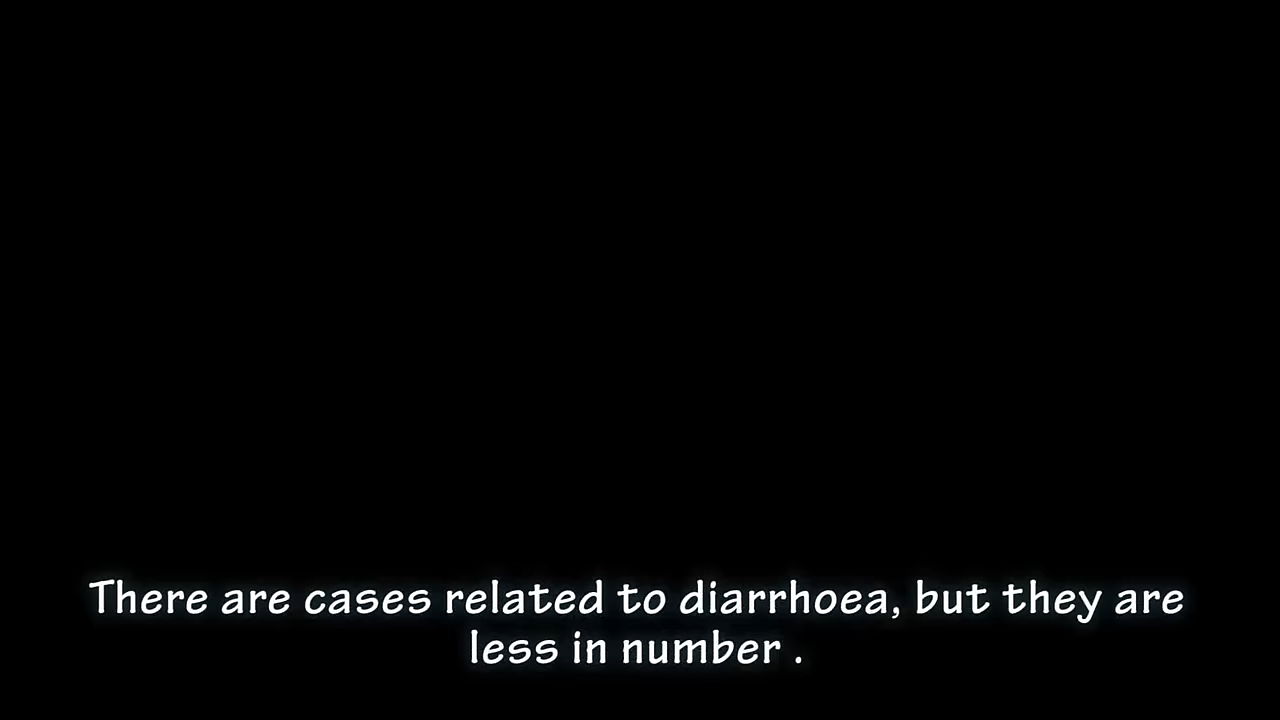 There are cases related to diarrhoea, but they are
less in number .